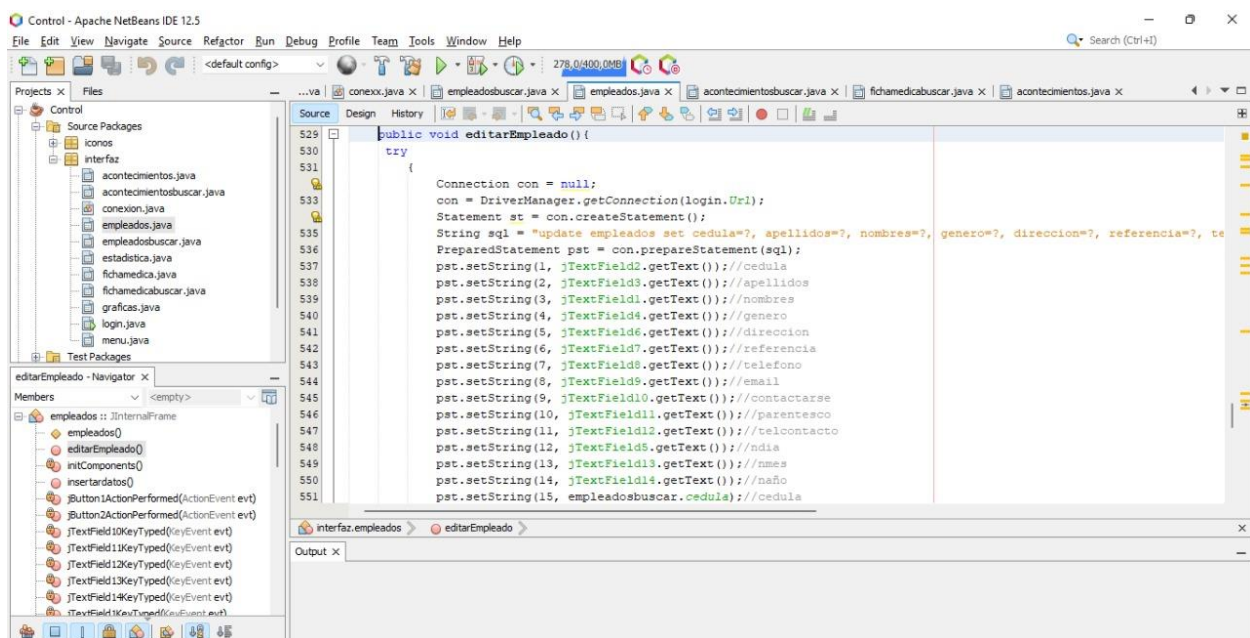 Control - Apache NetBeans IDE 12.5
File Edit View Navigate Source Refactor Run Debug Profile Team Tools Window Help
Search (Ctrl+I)
<default config>
278,0/400,0MB
Projects Files
...va conexx.java empleadosbuscar.java empleados.java acontecimientosbuscar.java fichamedicabuscar.java acontecimientos.java
Source Design History
Control
Source Packages
iconos
interfaz
acontecimientos.java
acontecimientosbuscar.java
conexion.java
empleados.java
empleadosbuscar.java
estadistica.java
fichamedica.java
fichamedicabuscar.java
graficas.java
login.java
menu.java
Test Packages
editarEmpleado - Navigator
Members <empty>
empleados :: JInternalFrame
empleados()
editarEmpleado()
initComponents()
insertardatos()
jButton1ActionPerformed(ActionEvent evt)
jButton2ActionPerformed(ActionEvent evt)
jTextField10KeyTyped(KeyEvent evt)
jTextField11KeyTyped(KeyEvent evt)
jTextField12KeyTyped(KeyEvent evt)
jTextField13KeyTyped(KeyEvent evt)
jTextField14KeyTyped(KeyEvent evt)
jTextField1KeyTyped(KeyEvent evt)
529 public void editarEmpleado(){
530 try
531 {
Connection con = null;
533 con = DriverManager.getConnection(login.Url);
Statement st = con.createStatement();
535 String sql = "update empleados set cedula=?, apellidos=?, nombres=?, genero=?, direccion=?, referencia=?, te
536 PreparedStatement pst = con.prepareStatement(sql);
537 pst.setString(1, jTextField2.getText());//cedula
538 pst.setString(2, jTextField3.getText());//apellidos
539 pst.setString(3, jTextField1.getText());//nombres
540 pst.setString(4, jTextField4.getText());//genero
541 pst.setString(5, jTextField6.getText());//direccion
542 pst.setString(6, jTextField7.getText());//referencia
543 pst.setString(7, jTextField8.getText());//telefono
544 pst.setString(8, jTextField9.getText());//email
545 pst.setString(9, jTextField10.getText());//contactarse
546 pst.setString(10, jTextField11.getText());//parentesco
547 pst.setString(11, jTextField12.getText());//telcontacto
548 pst.setString(12, jTextField5.getText());//ndia
549 pst.setString(13, jTextField13.getText());//nmes
550 pst.setString(14, jTextField14.getText());//naño
551 pst.setString(15, empleadosbuscar.cedula);//cedula
interfaz.empleados editarEmpleado
Output